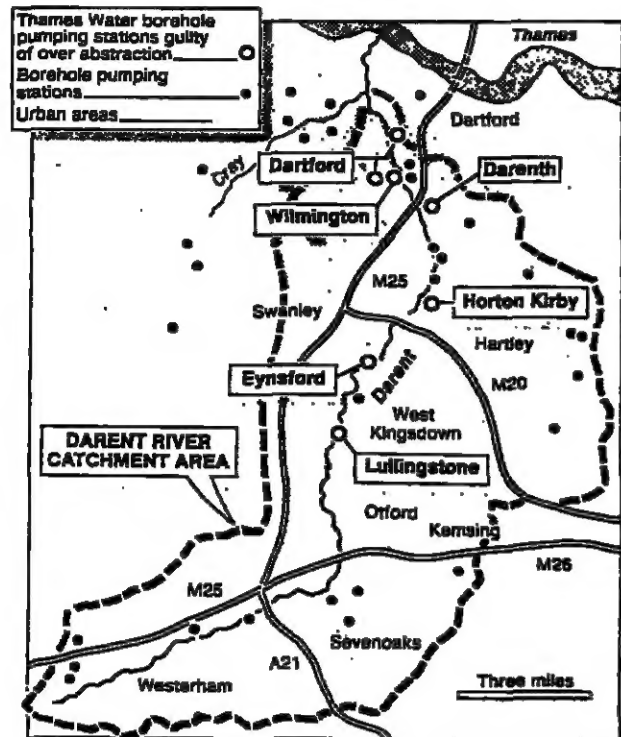 Thames Water borehole
pumping stations guilty
of over abstraction
Borehole pumping
stations
Urban areas
Thames
Dartford
Cray
Dartford
Darenth
Wilmington
M25
Swanley
Horton Kirby
Hartley
Eynsford
Darent
M20
West
Kingsdown
DARENT RIVER
CATCHMENT AREA
Lullingstone
Otford
Kemsing
M26
M25
Sevenoaks
A21
Westerham
Three miles